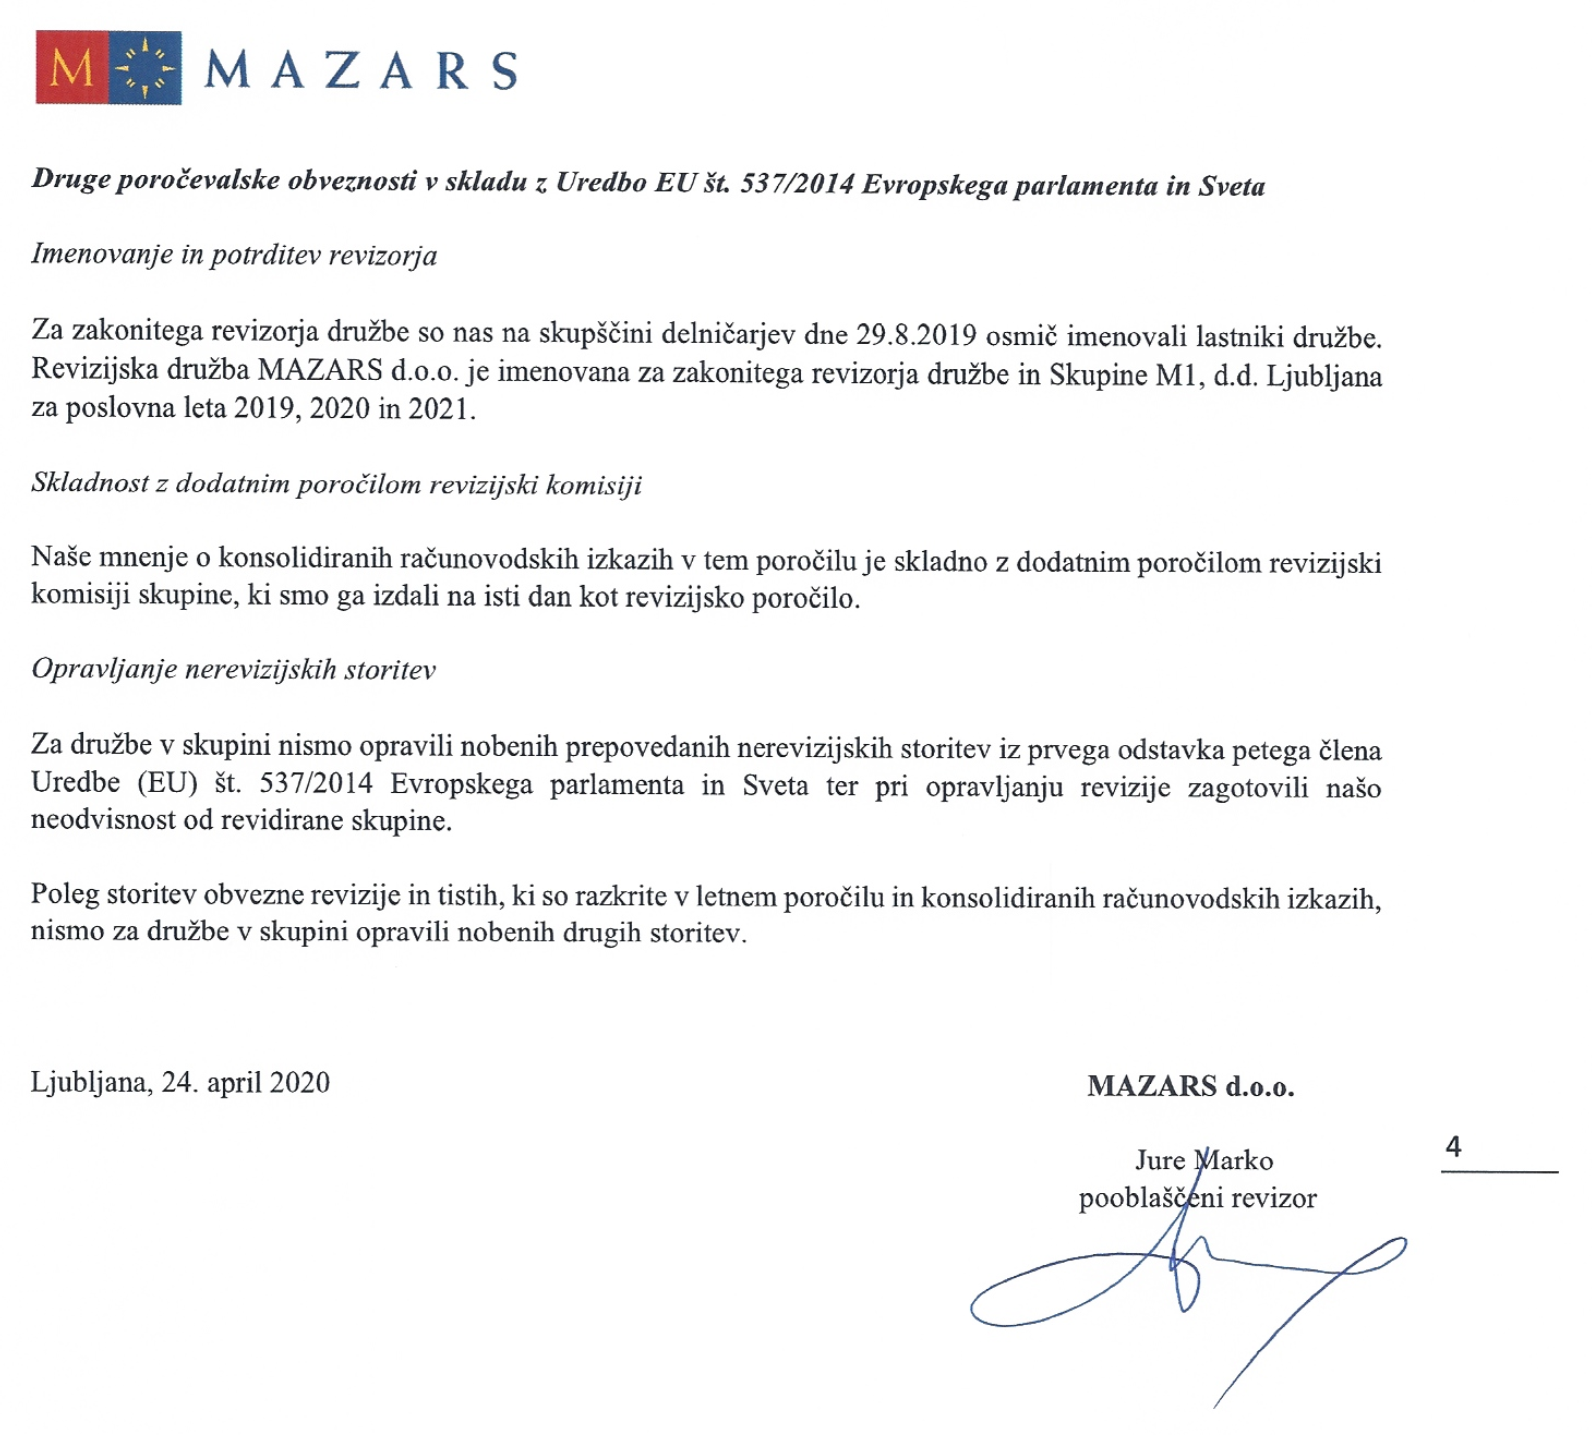 M MAZARS
Druge poročevalske obveznosti v skladu z Uredbo EU št. 537/2014 Evropskega parlamenta in Sveta
Imenovanje in potrditev revizorja
Za zakonitega revizorja družbe so nas na skupščini delničarjev dne 29.8.2019 osmič imenovali lastniki družbe.
Revizijska družba MAZARS d.o.o. je imenovana za zakonitega revizorja družbe in Skupine M1, d.d. Ljubljana
za poslovna leta 2019, 2020 in 2021.
Skladnost z dodatnim poročilom revizijski komisiji
Naše mnenje o konsolidiranih računovodskih izkazih v tem poročilu je skladno z dodatnim poročilom revizijski
komisiji skupine, ki smo ga izdali na isti dan kot revizijsko poročilo.
Opravljanje nerevizijskih storitev
Za družbe v skupini nismo opravili nobenih prepovedanih nerevizijskih storitev iz prvega odstavka petega člena
Uredbe (EU) št. 537/2014 Evropskega parlamenta in Sveta ter pri opravljanju revizije zagotovili našo
neodvisnost od revidirane skupine.
Poleg storitev obvezne revizije in tistih, ki so razkrite v letnem poročilu in konsolidiranih računovodskih izkazih,
nismo za družbe v skupini opravili nobenih drugih storitev.
Ljubljana, 24. april 2020
MAZARS d.o.o.
Jure Marko
pooblaščeni revizor
4